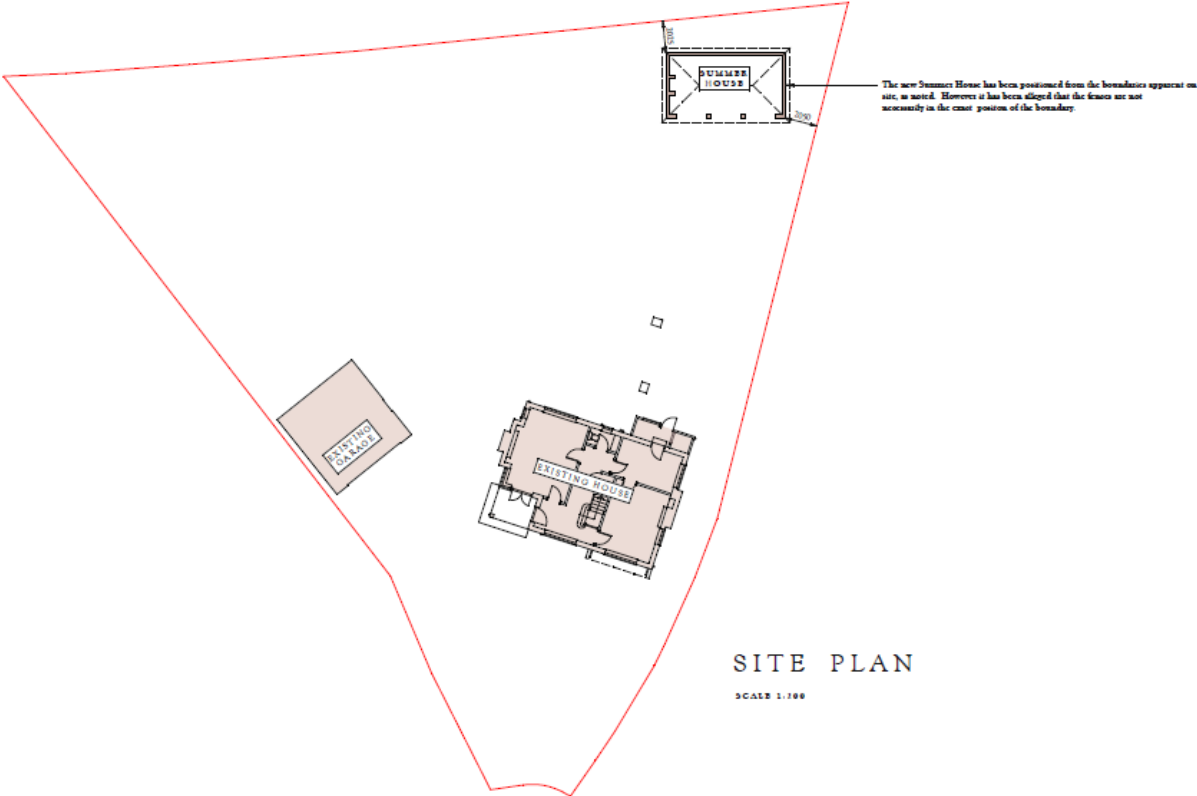 SUMMER
HOUSE
The new Summer House has been positioned from the boundaries apparent on
site, as noted. However it has been alleged that the fences are not
necessarily in the exact position of the boundary.
EXISTING
GARAGE
EXISTING HOUSE
SITE PLAN
SCALE